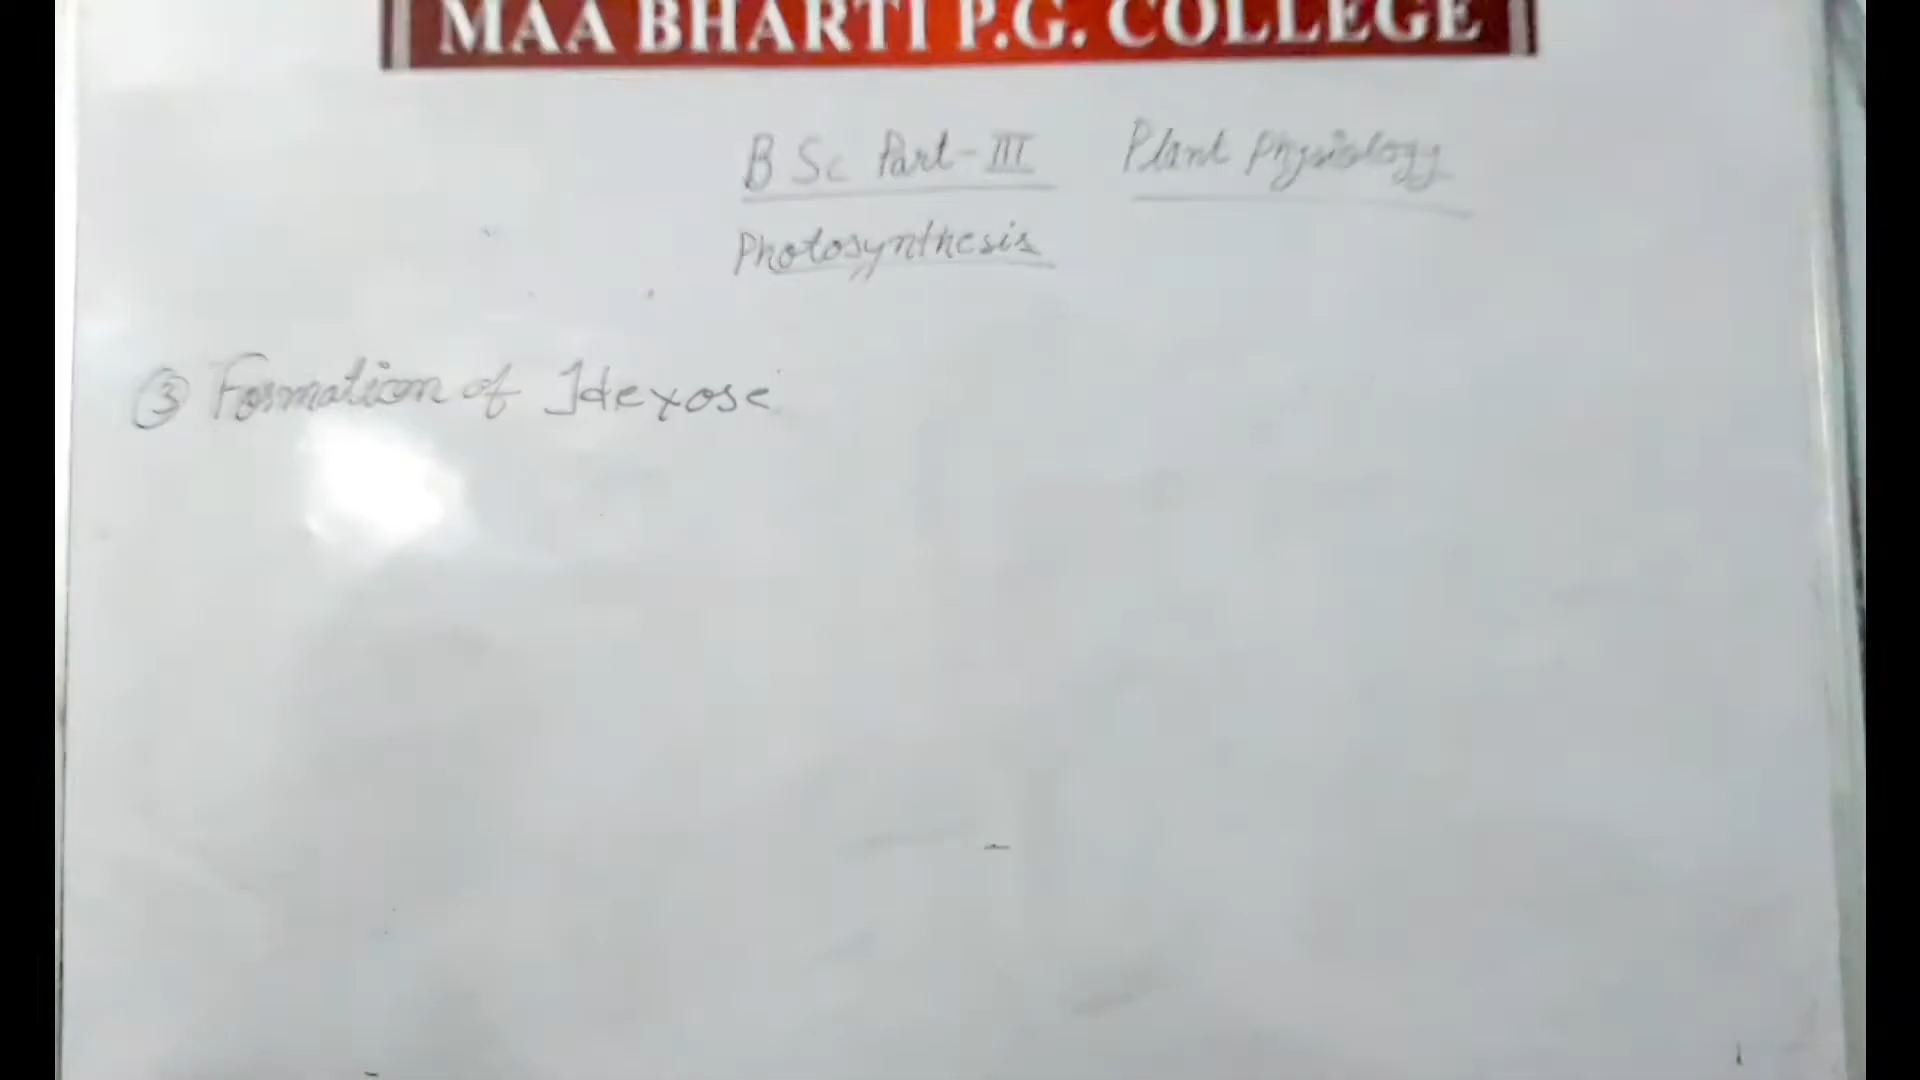 MAA BHARTI P.G. COLLEGE
B Sc Part-III Plant Physiology
Photosynthesis
③ Formation of Hexose